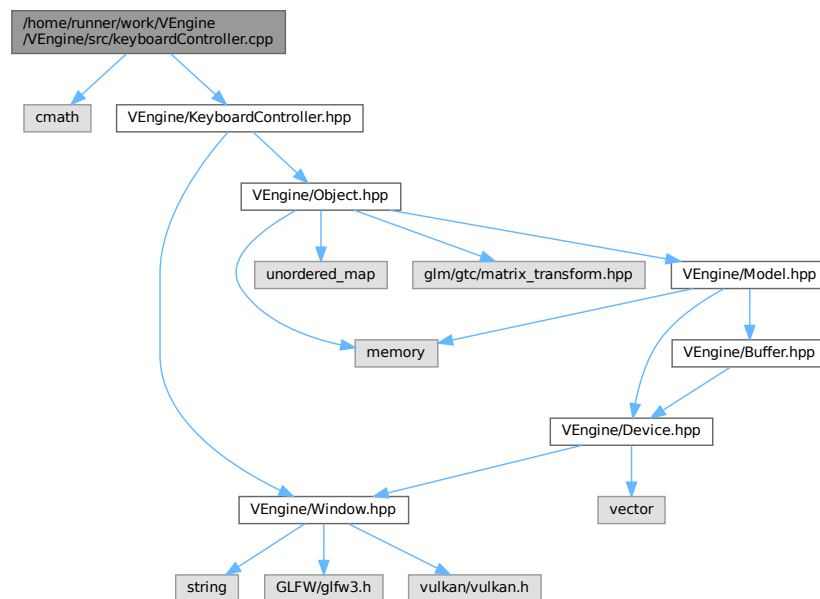 /home/runner/work/VEngine
/VEngine/src/keyboardController.cpp
cmath
VEngine/KeyboardController.hpp
VEngine/Object.hpp
unordered_map
glm/gtc/matrix_transform.hpp
VEngine/Model.hpp
memory
VEngine/Buffer.hpp
VEngine/Device.hpp
VEngine/Window.hpp
vector
string
GLFW/glfw3.h
vulkan/vulkan.h